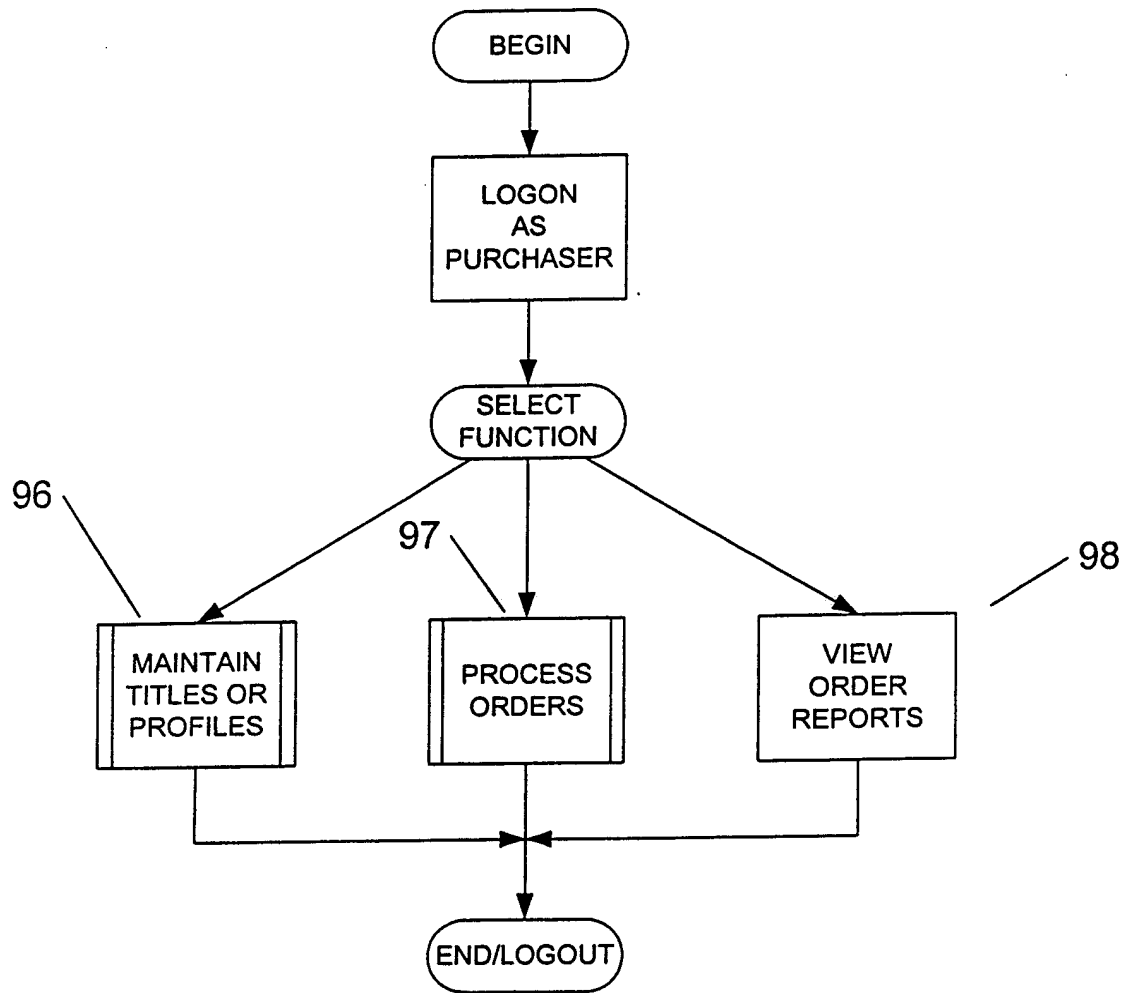 BEGIN
LOGON
AS
PURCHASER
SELECT
FUNCTION
96
97
98
MAINTAIN
TITLES OR
PROFILES
PROCESS
ORDERS
VIEW
ORDER
REPORTS
END/LOGOUT